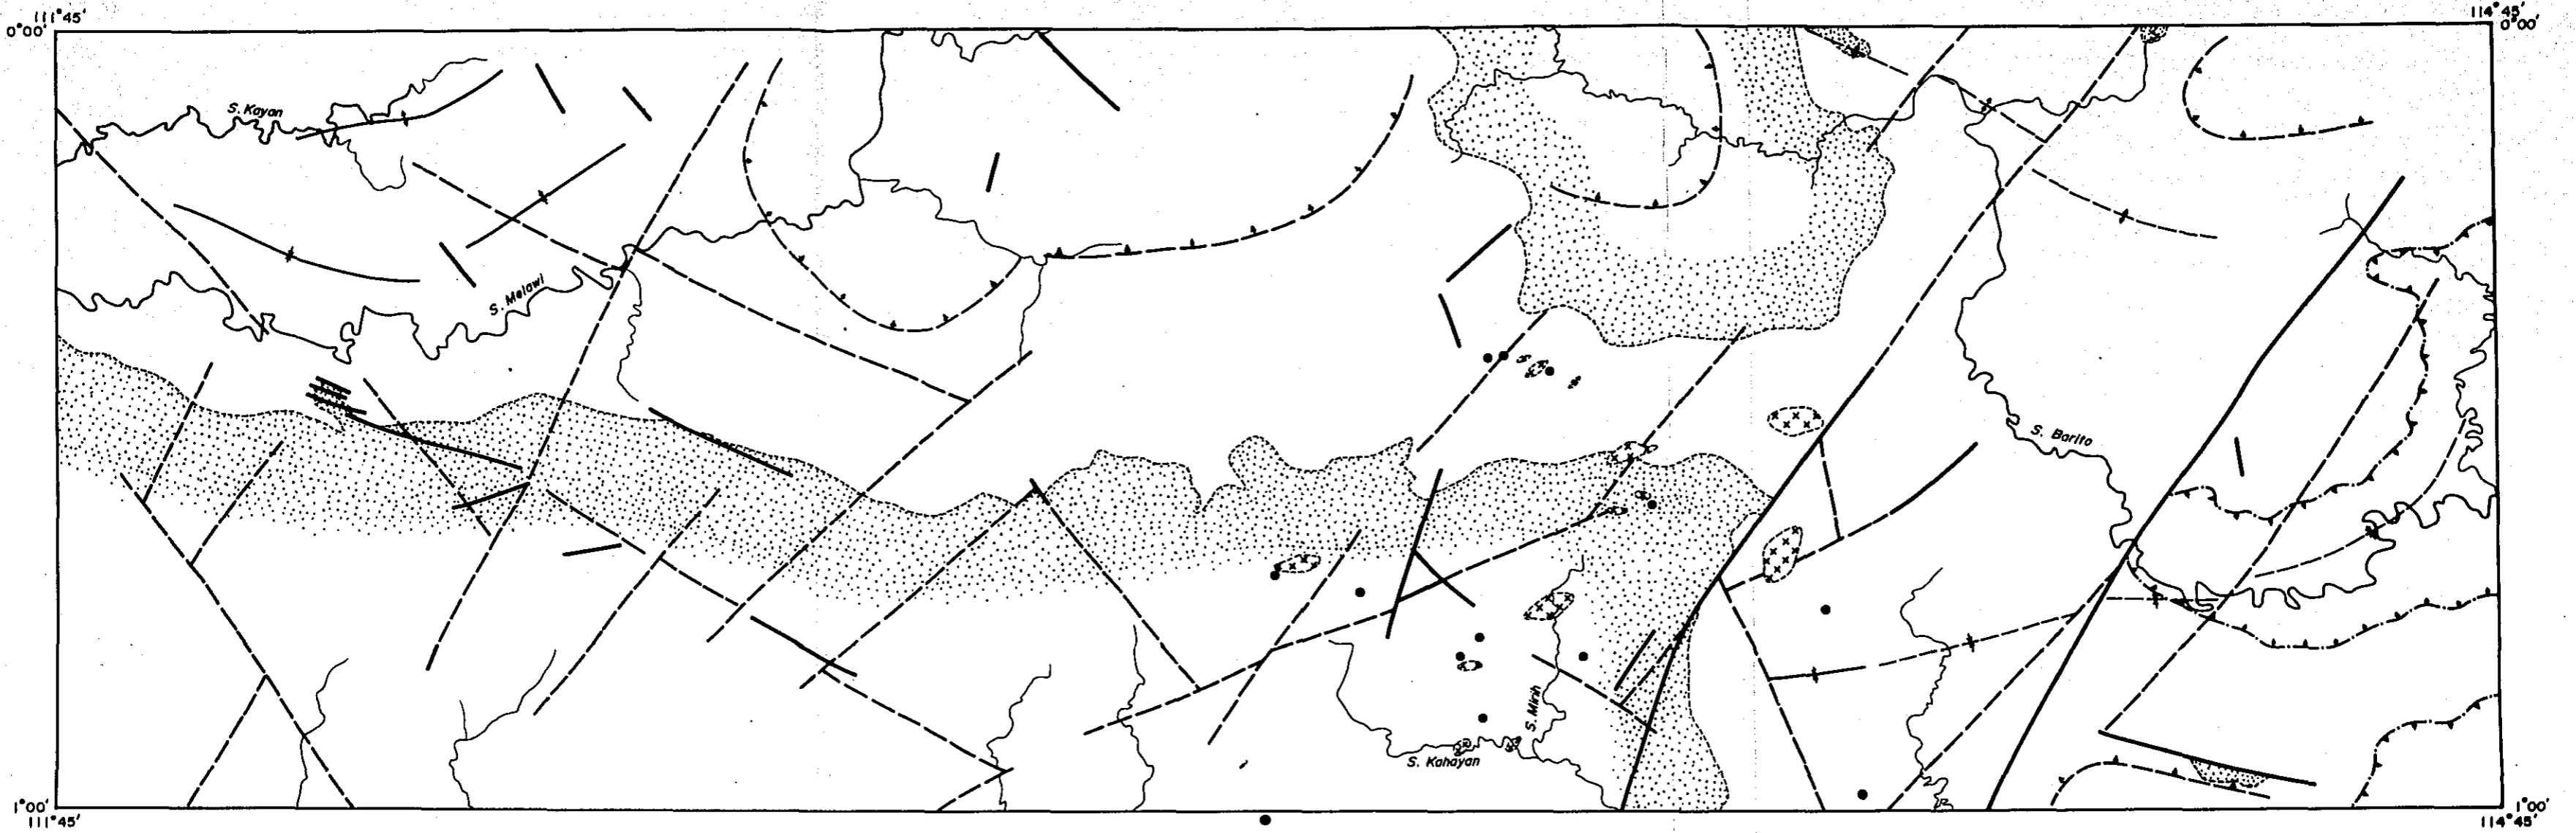 111°45'
114°45'
0°00'
0°00'
S. Kayan
S. Melawi
S. Barito
S. Mirih
S. Kahayan
1°00'
1°00'
111°45'
114°45'